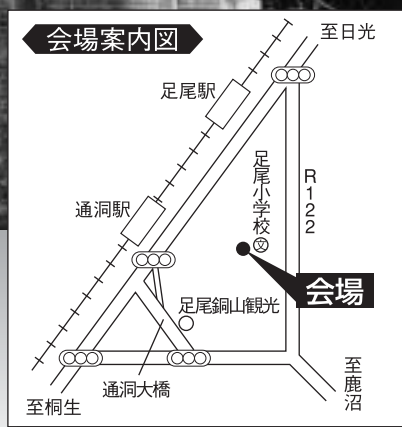 会場案内図
至日光
足尾駅
足尾小学校
文
R122
通洞駅
会場
足尾銅山観光
通洞大橋
至鹿沼
至桐生